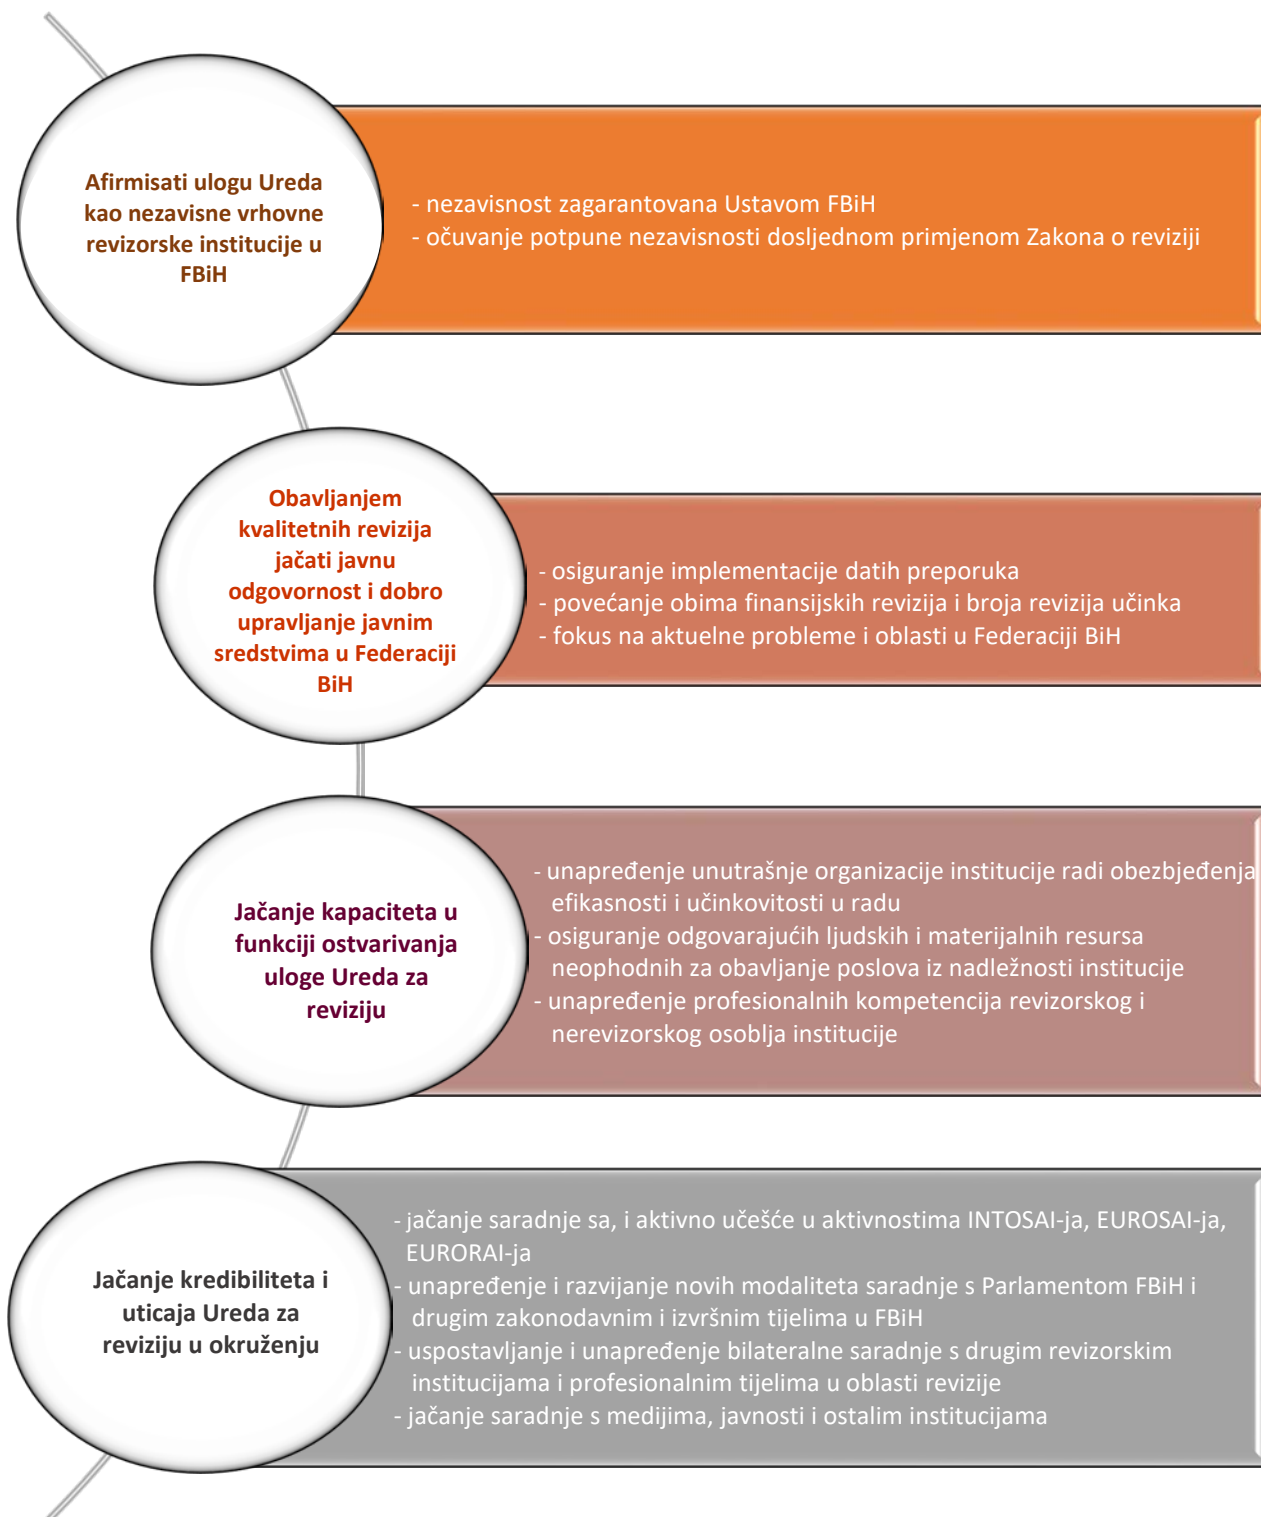 Afirmisati ulogu Ureda
kao nezavisne vrhovne
revizorske institucije u
FBiH
- nezavisnost zagarantovana Ustavom FBiH
- očuvanje potpune nezavisnosti dosljednom primjenom Zakona o reviziji
Obavljanjem
kvalitetnih revizija
jačati javnu
odgovornost i dobro
upravljanje javnim
sredstvima u Federaciji
BiH
- osiguranje implementacije datih preporuka
- povećanje obima finansijskih revizija i broja revizija učinka
- fokus na aktuelne probleme i oblasti u Federaciji BiH
Jačanje kapaciteta u
funkciji ostvarivanja
uloge Ureda za
reviziju
- unapređenje unutrašnje organizacije institucije radi obezbjeđenja
efikasnosti i učinkovitosti u radu
- osiguranje odgovarajućih ljudskih i materijalnih resursa
neophodnih za obavljanje poslova iz nadležnosti institucije
- unapređenje profesionalnih kompetencija revizorskog i
nerevizorskog osoblja institucije
Jačanje kredibiliteta i
uticaja Ureda za
reviziju u okruženju
- jačanje saradnje sa, i aktivno učešće u aktivnostima INTOSAI-ja, EUROSAI-ja,
EURORAI-ja
- unapređenje i razvijanje novih modaliteta saradnje s Parlamentom FBiH i
drugim zakonodavnim i izvršnim tijelima u FBiH
- uspostavljanje i unapređenje bilateralne saradnje s drugim revizorskim
institucijama i profesionalnim tijelima u oblasti revizije
- jačanje saradnje s medijima, javnosti i ostalim institucijama